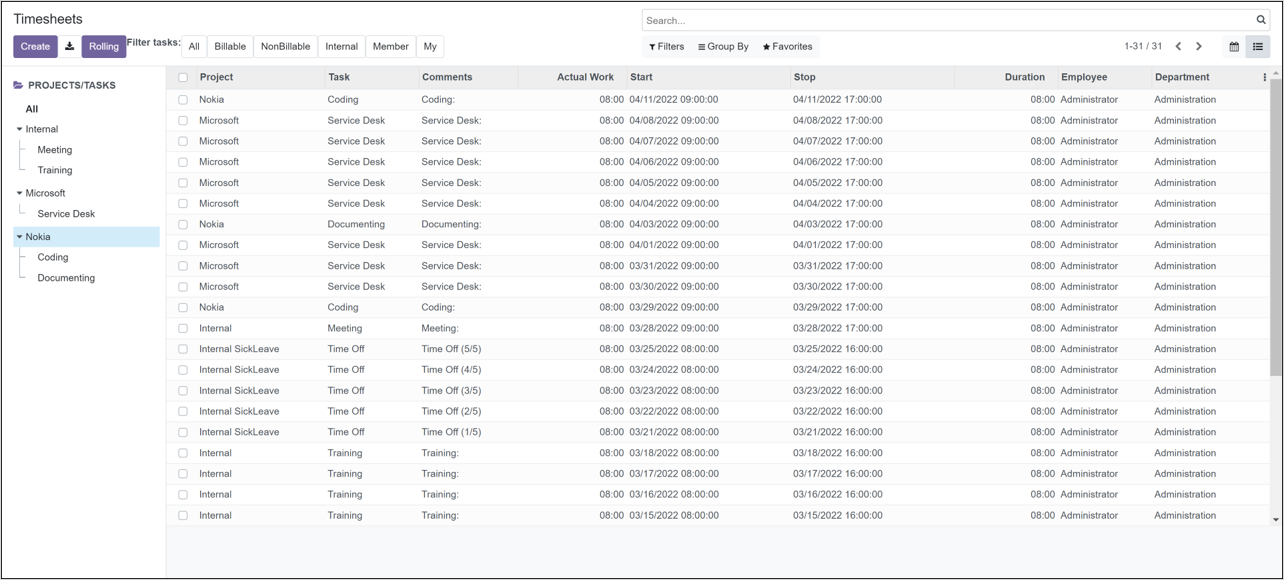 Timesheets
Search...
Create Rolling Filter tasks: All Billable NonBillable Internal Member My Filters Group By Favorites 1-31 / 31
PROJECTS/TASKS
All
Internal
Meeting
Training
Microsoft
Service Desk
Nokia
Coding
Documenting
Project Task Comments Actual Work Start Stop Duration Employee Department
Nokia Coding Coding: 08:00 04/11/2022 09:00:00 04/11/2022 17:00:00 08:00 Administrator Administration
Microsoft Service Desk Service Desk: 08:00 04/08/2022 09:00:00 04/08/2022 17:00:00 08:00 Administrator Administration
Microsoft Service Desk Service Desk: 08:00 04/07/2022 09:00:00 04/07/2022 17:00:00 08:00 Administrator Administration
Microsoft Service Desk Service Desk: 08:00 04/06/2022 09:00:00 04/06/2022 17:00:00 08:00 Administrator Administration
Microsoft Service Desk Service Desk: 08:00 04/05/2022 09:00:00 04/05/2022 17:00:00 08:00 Administrator Administration
Microsoft Service Desk Service Desk: 08:00 04/04/2022 09:00:00 04/04/2022 17:00:00 08:00 Administrator Administration
Nokia Documenting Documenting: 08:00 04/03/2022 09:00:00 04/03/2022 17:00:00 08:00 Administrator Administration
Microsoft Service Desk Service Desk: 08:00 04/01/2022 09:00:00 04/01/2022 17:00:00 08:00 Administrator Administration
Microsoft Service Desk Service Desk: 08:00 03/31/2022 09:00:00 03/31/2022 17:00:00 08:00 Administrator Administration
Microsoft Service Desk Service Desk: 08:00 03/30/2022 09:00:00 03/30/2022 17:00:00 08:00 Administrator Administration
Nokia Coding Coding: 08:00 03/29/2022 09:00:00 03/29/2022 17:00:00 08:00 Administrator Administration
Internal Meeting Meeting: 08:00 03/28/2022 09:00:00 03/28/2022 17:00:00 08:00 Administrator Administration
Internal SickLeave Time Off Time Off (5/5) 08:00 03/25/2022 08:00:00 03/25/2022 16:00:00 08:00 Administrator Administration
Internal SickLeave Time Off Time Off (4/5) 08:00 03/24/2022 08:00:00 03/24/2022 16:00:00 08:00 Administrator Administration
Internal SickLeave Time Off Time Off (3/5) 08:00 03/23/2022 08:00:00 03/23/2022 16:00:00 08:00 Administrator Administration
Internal SickLeave Time Off Time Off (2/5) 08:00 03/22/2022 08:00:00 03/22/2022 16:00:00 08:00 Administrator Administration
Internal SickLeave Time Off Time Off (1/5) 08:00 03/21/2022 08:00:00 03/21/2022 16:00:00 08:00 Administrator Administration
Internal Training Training: 08:00 03/18/2022 08:00:00 03/18/2022 16:00:00 08:00 Administrator Administration
Internal Training Training: 08:00 03/17/2022 08:00:00 03/17/2022 16:00:00 08:00 Administrator Administration
Internal Training Training: 08:00 03/16/2022 08:00:00 03/16/2022 16:00:00 08:00 Administrator Administration
Internal Training Training: 08:00 03/15/2022 08:00:00 03/15/2022 16:00:00 08:00 Administrator Administration